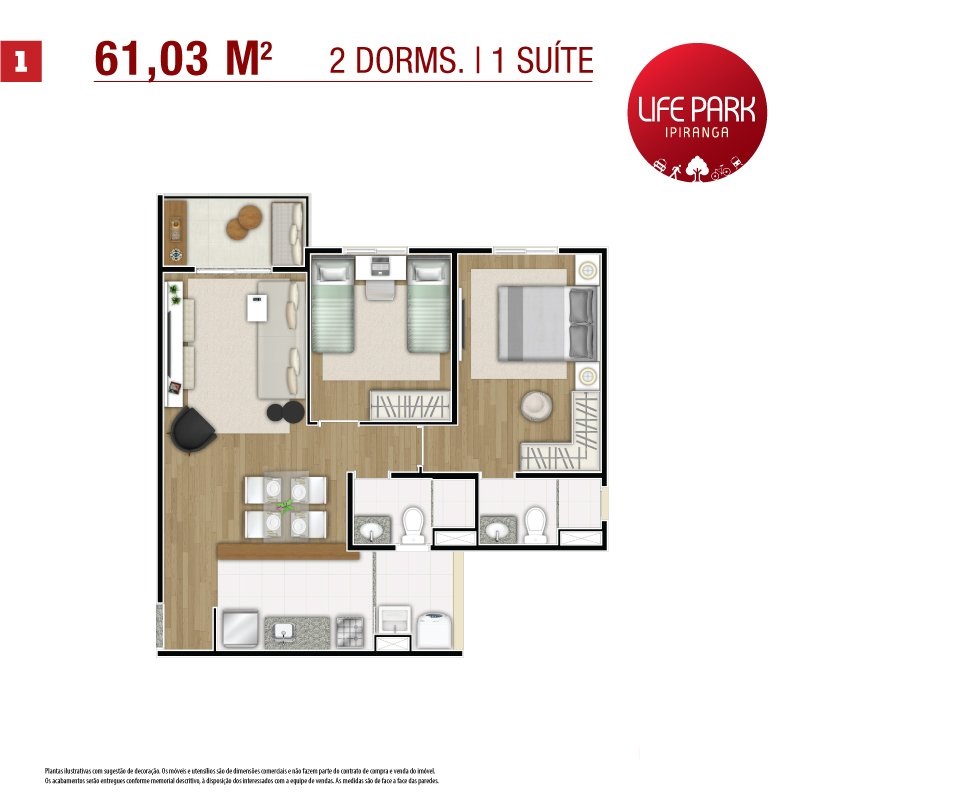 1
61,03 M²
2 DORMS. | 1 SUÍTE
LIFE PARK
IPIRANGA
Plantas ilustrativas com sugestão de decoração. Os móveis e utensílios são de dimensões comerciais e não fazem parte do contrato de compra e venda do imóvel.
Os acabamentos serão entregues conforme memorial descritivo, à disposição dos interessados com a equipe de vendas. As medidas são de face a face das paredes.